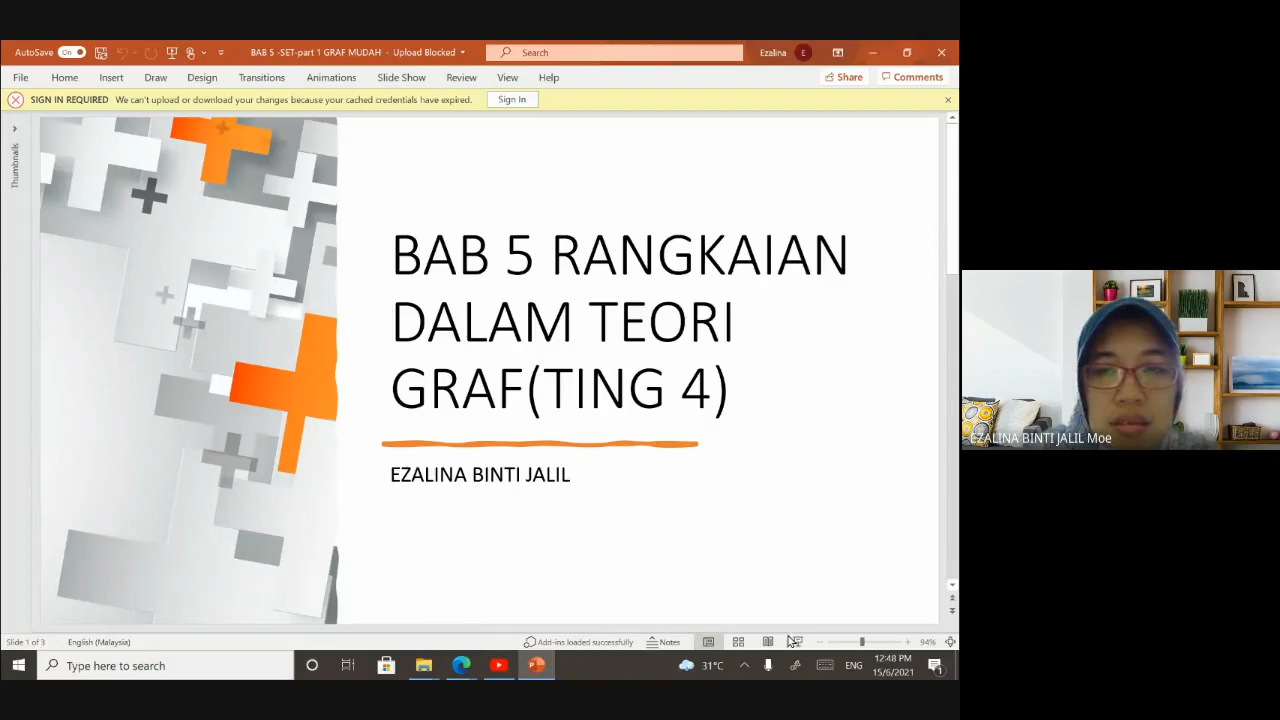 AutoSave On
BAB 5 -SET-part 1 GRAF MUDAH - Upload Blocked
Search
Ezalina E
File Home Insert Draw Design Transitions Animations Slide Show Review View Help
Share Comments
SIGN IN REQUIRED We can't upload or download your changes because your cached credentials have expired. Sign In
Thumbnails
BAB 5 RANGKAIAN
DALAM TEORI
GRAF(TING 4)
EZALINA BINTI JALIL
EZALINA BINTI JALIL Moe
Slide 1 of 3 English (Malaysia) Add-ins loaded successfully Notes 94%
Type here to search
31°C ENG
12:48 PM
15/6/2021
1